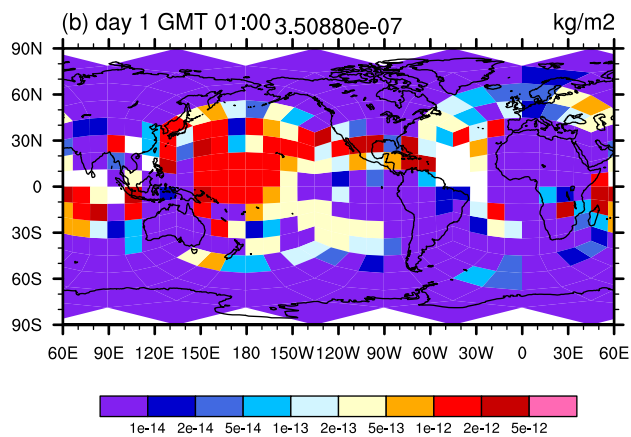 (b) day 1 GMT 01:00 3.50880e-07 kg/m2
90N
60N
30N
0
30S
60S
90S
60E 90E 120E 150E 180 150W 120W 90W 60W 30W 0 30E 60E
1e-14 2e-14 5e-14 1e-13 2e-13 5e-13 1e-12 2e-12 5e-12